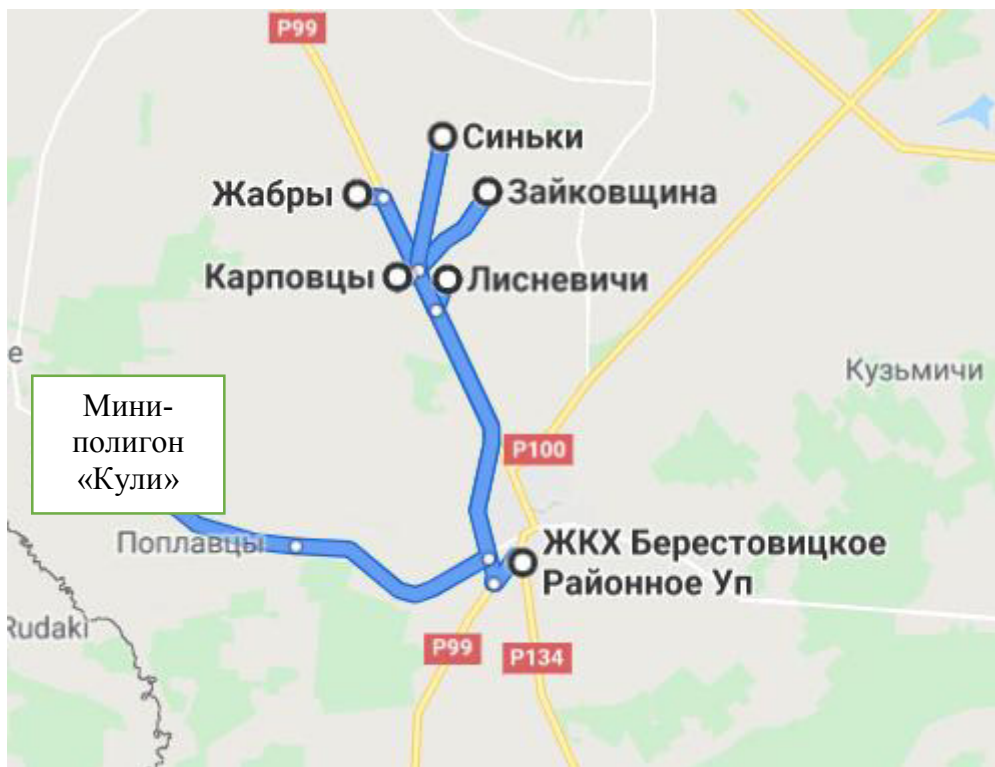 P99
Синьки
Жабры
Зайковщина
Карповцы
Лисневичи
е
Кузьмичи
Мини-
полигон
«Кули»
P100
Поплавцы
ЖКХ Берестовицкое
Районное Уп
Rudaki
P99
P134